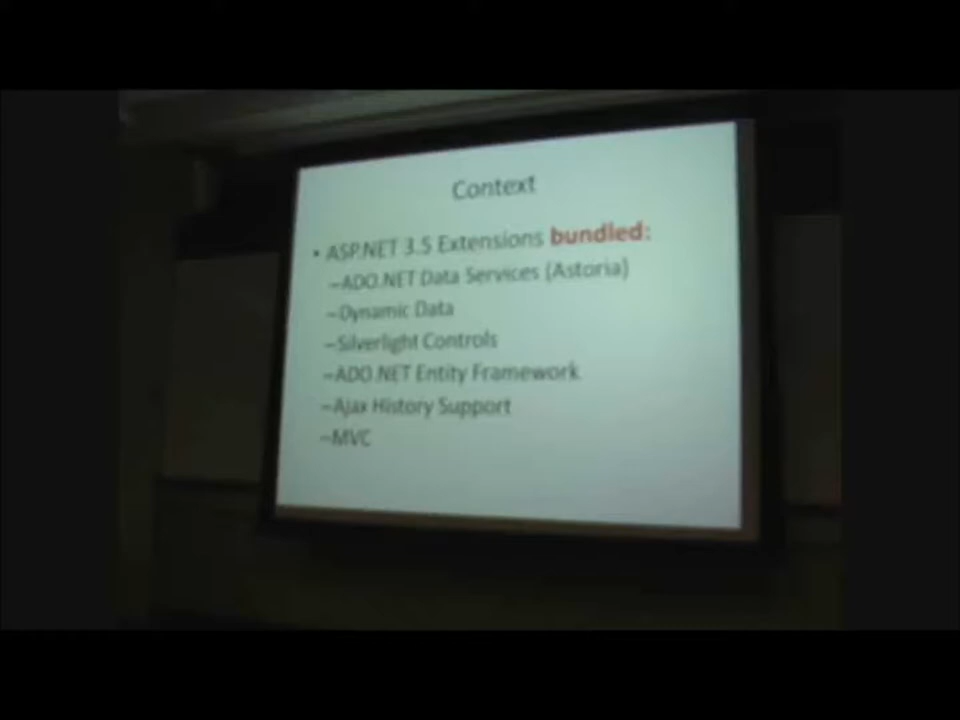 Context
• ASP.NET 3.5 Extensions bundled:
–ADO.NET Data Services (Astoria)
–Dynamic Data
–Silverlight Controls
–ADO.NET Entity Framework
–Ajax History Support
–MVC